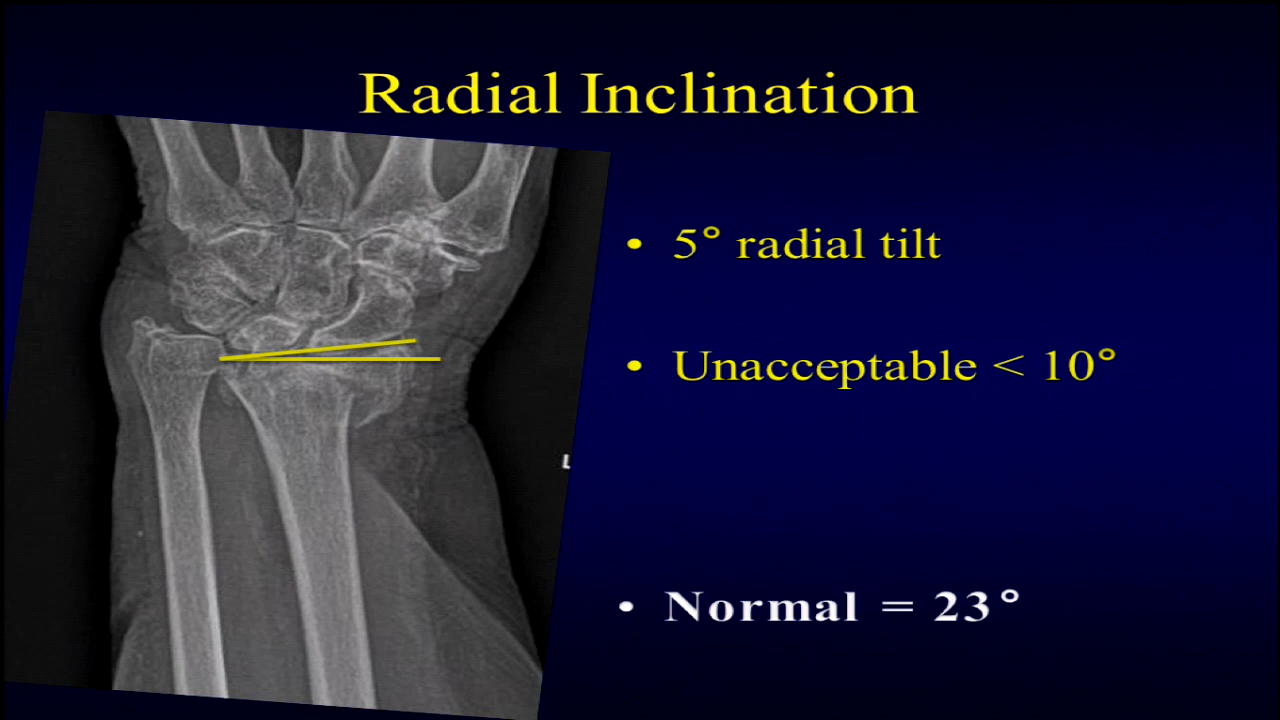 Radial Inclination
• 5° radial tilt
• Unacceptable < 10°
L
• Normal = 23°